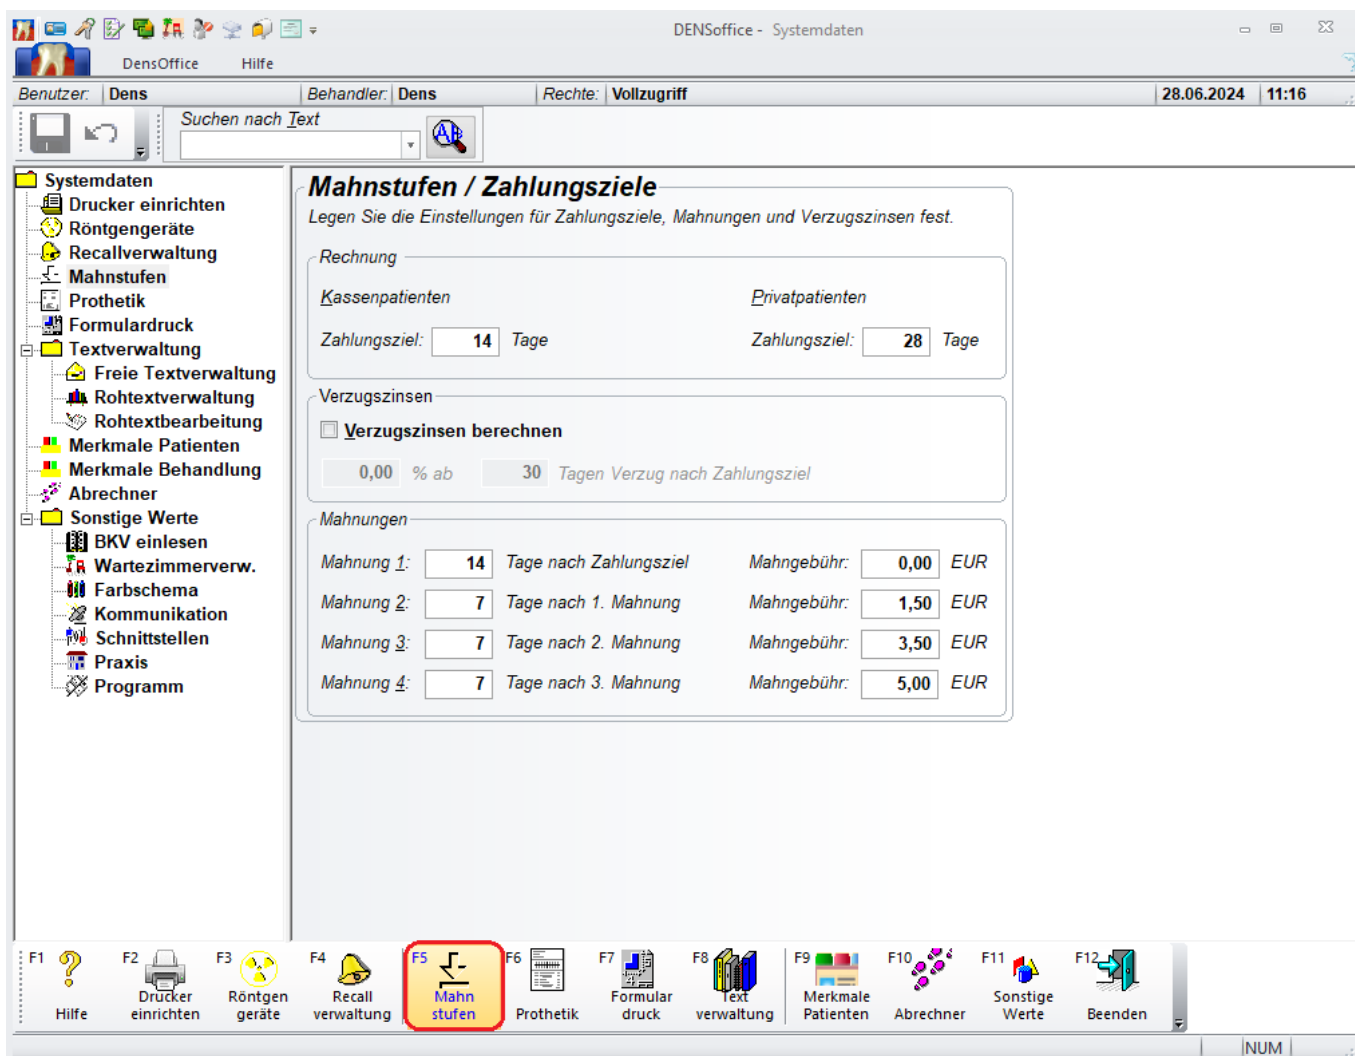 DENSoffice - Systemdaten
DensOffice Hilfe
Benutzer: Dens Behandler: Dens Rechte: Vollzugriff 28.06.2024 11:16
Suchen nach Text
Systemdaten
Drucker einrichten
Röntgengeräte
Recallverwaltung
Mahnstufen
Prothetik
Formulardruck
Textverwaltung
Freie Textverwaltung
Rohtextverwaltung
Rohtextbearbeitung
Merkmale Patienten
Merkmale Behandlung
Abrechner
Sonstige Werte
BKV einlesen
Wartezimmerverw.
Farbschema
Kommunikation
Schnittstellen
Praxis
Programm
Mahnstufen / Zahlungsziele
Legen Sie die Einstellungen für Zahlungsziele, Mahnungen und Verzugszinsen fest.
Rechnung
Kassenpatienten Privatpatienten
Zahlungsziel: 14 Tage Zahlungsziel: 28 Tage
Verzugszinsen
Verzugszinsen berechnen
0,00 % ab 30 Tagen Verzug nach Zahlungsziel
Mahnungen
Mahnung 1: 14 Tage nach Zahlungsziel Mahngebühr: 0,00 EUR
Mahnung 2: 7 Tage nach 1. Mahnung Mahngebühr: 1,50 EUR
Mahnung 3: 7 Tage nach 2. Mahnung Mahngebühr: 3,50 EUR
Mahnung 4: 7 Tage nach 3. Mahnung Mahngebühr: 5,00 EUR
F1 Hilfe
F2 Drucker einrichten
F3 Röntgen geräte
F4 Recall verwaltung
F5 Mahn stufen
F6 Prothetik
F7 Formular druck
F8 Text verwaltung
F9 Merkmale Patienten
F10 Abrechner
F11 Sonstige Werte
F12 Beenden
NUM